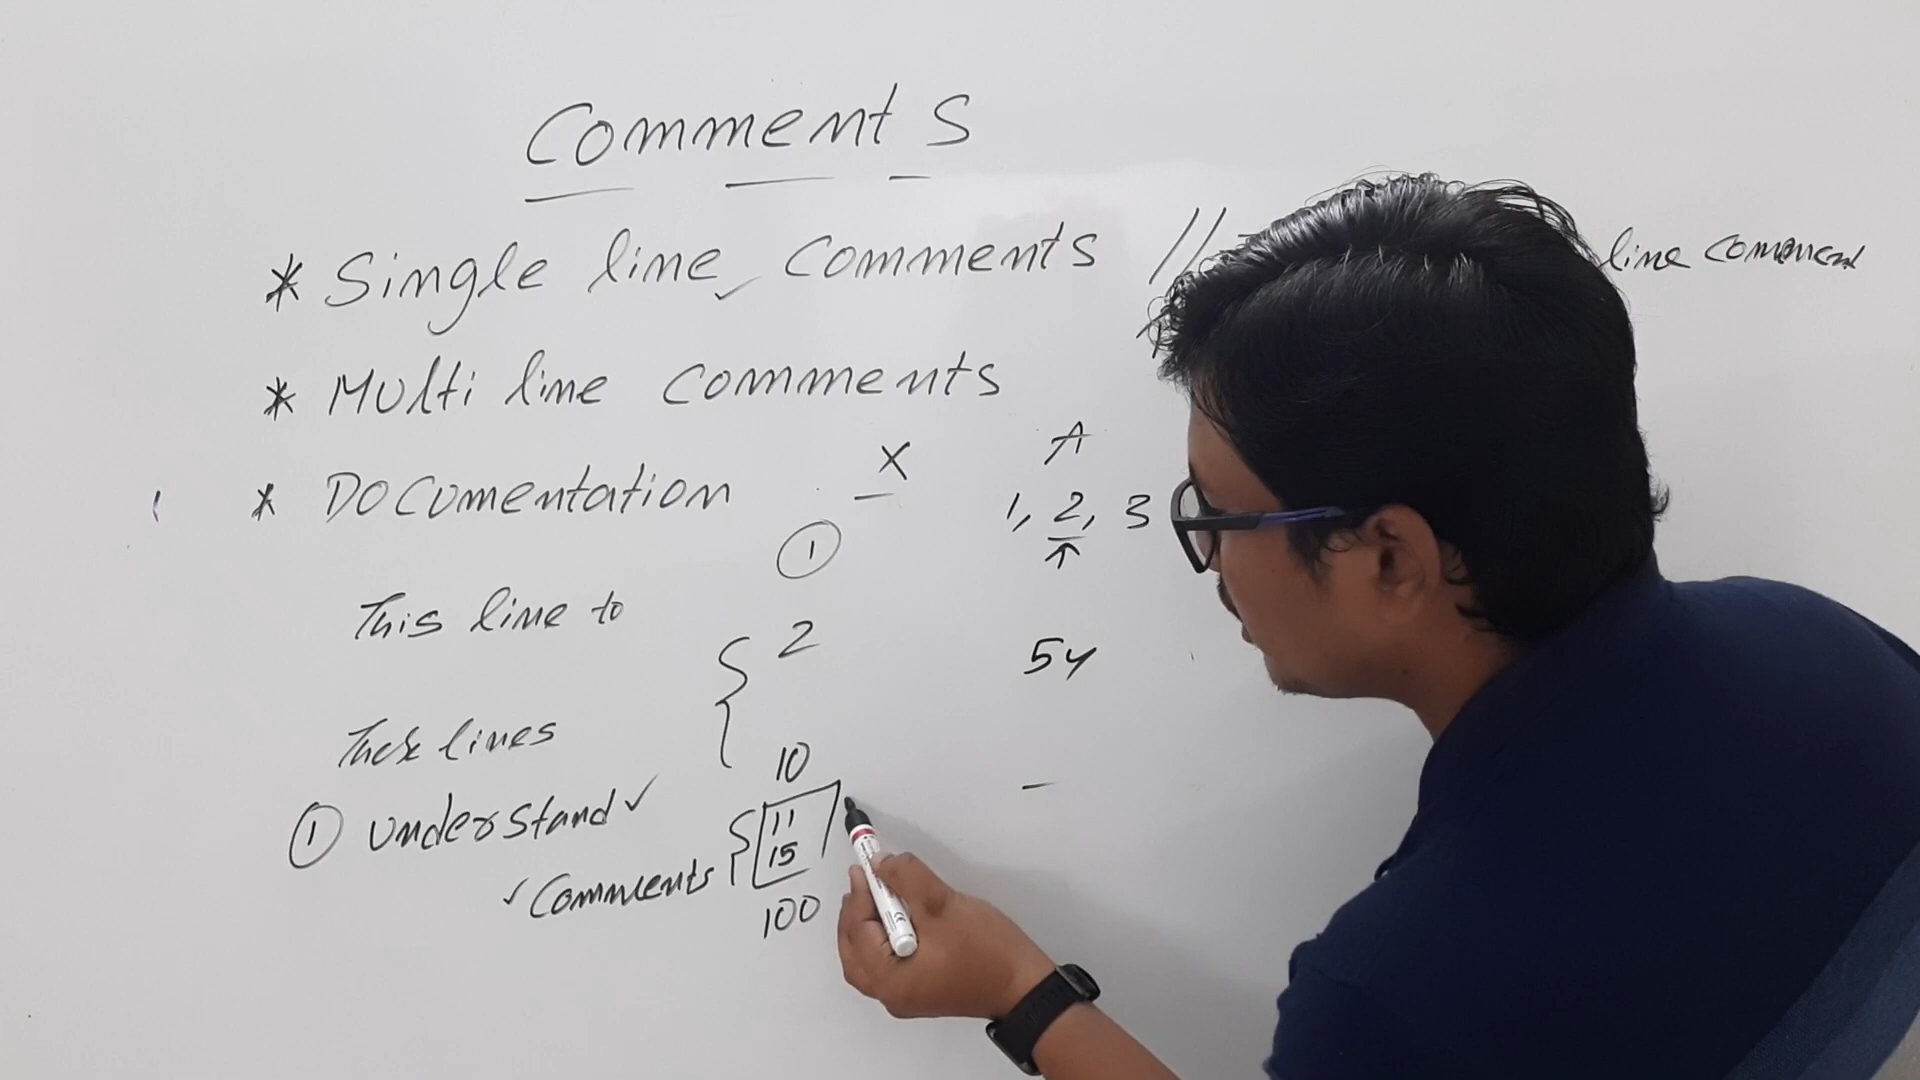 Comments
* Single line comments // line comment
* Multi line comments
* Documentation
X
A
1, 2, 3
1
This line to
2
5y
These lines
10
1 understand ✓
11
15
✓ Comments
100